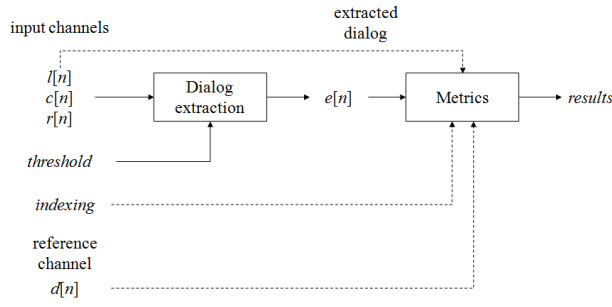 input channels
extracted
dialog
l[n]
c[n]
r[n]
Dialog
extraction
e[n]
Metrics
results
threshold
indexing
reference
channel
d[n]